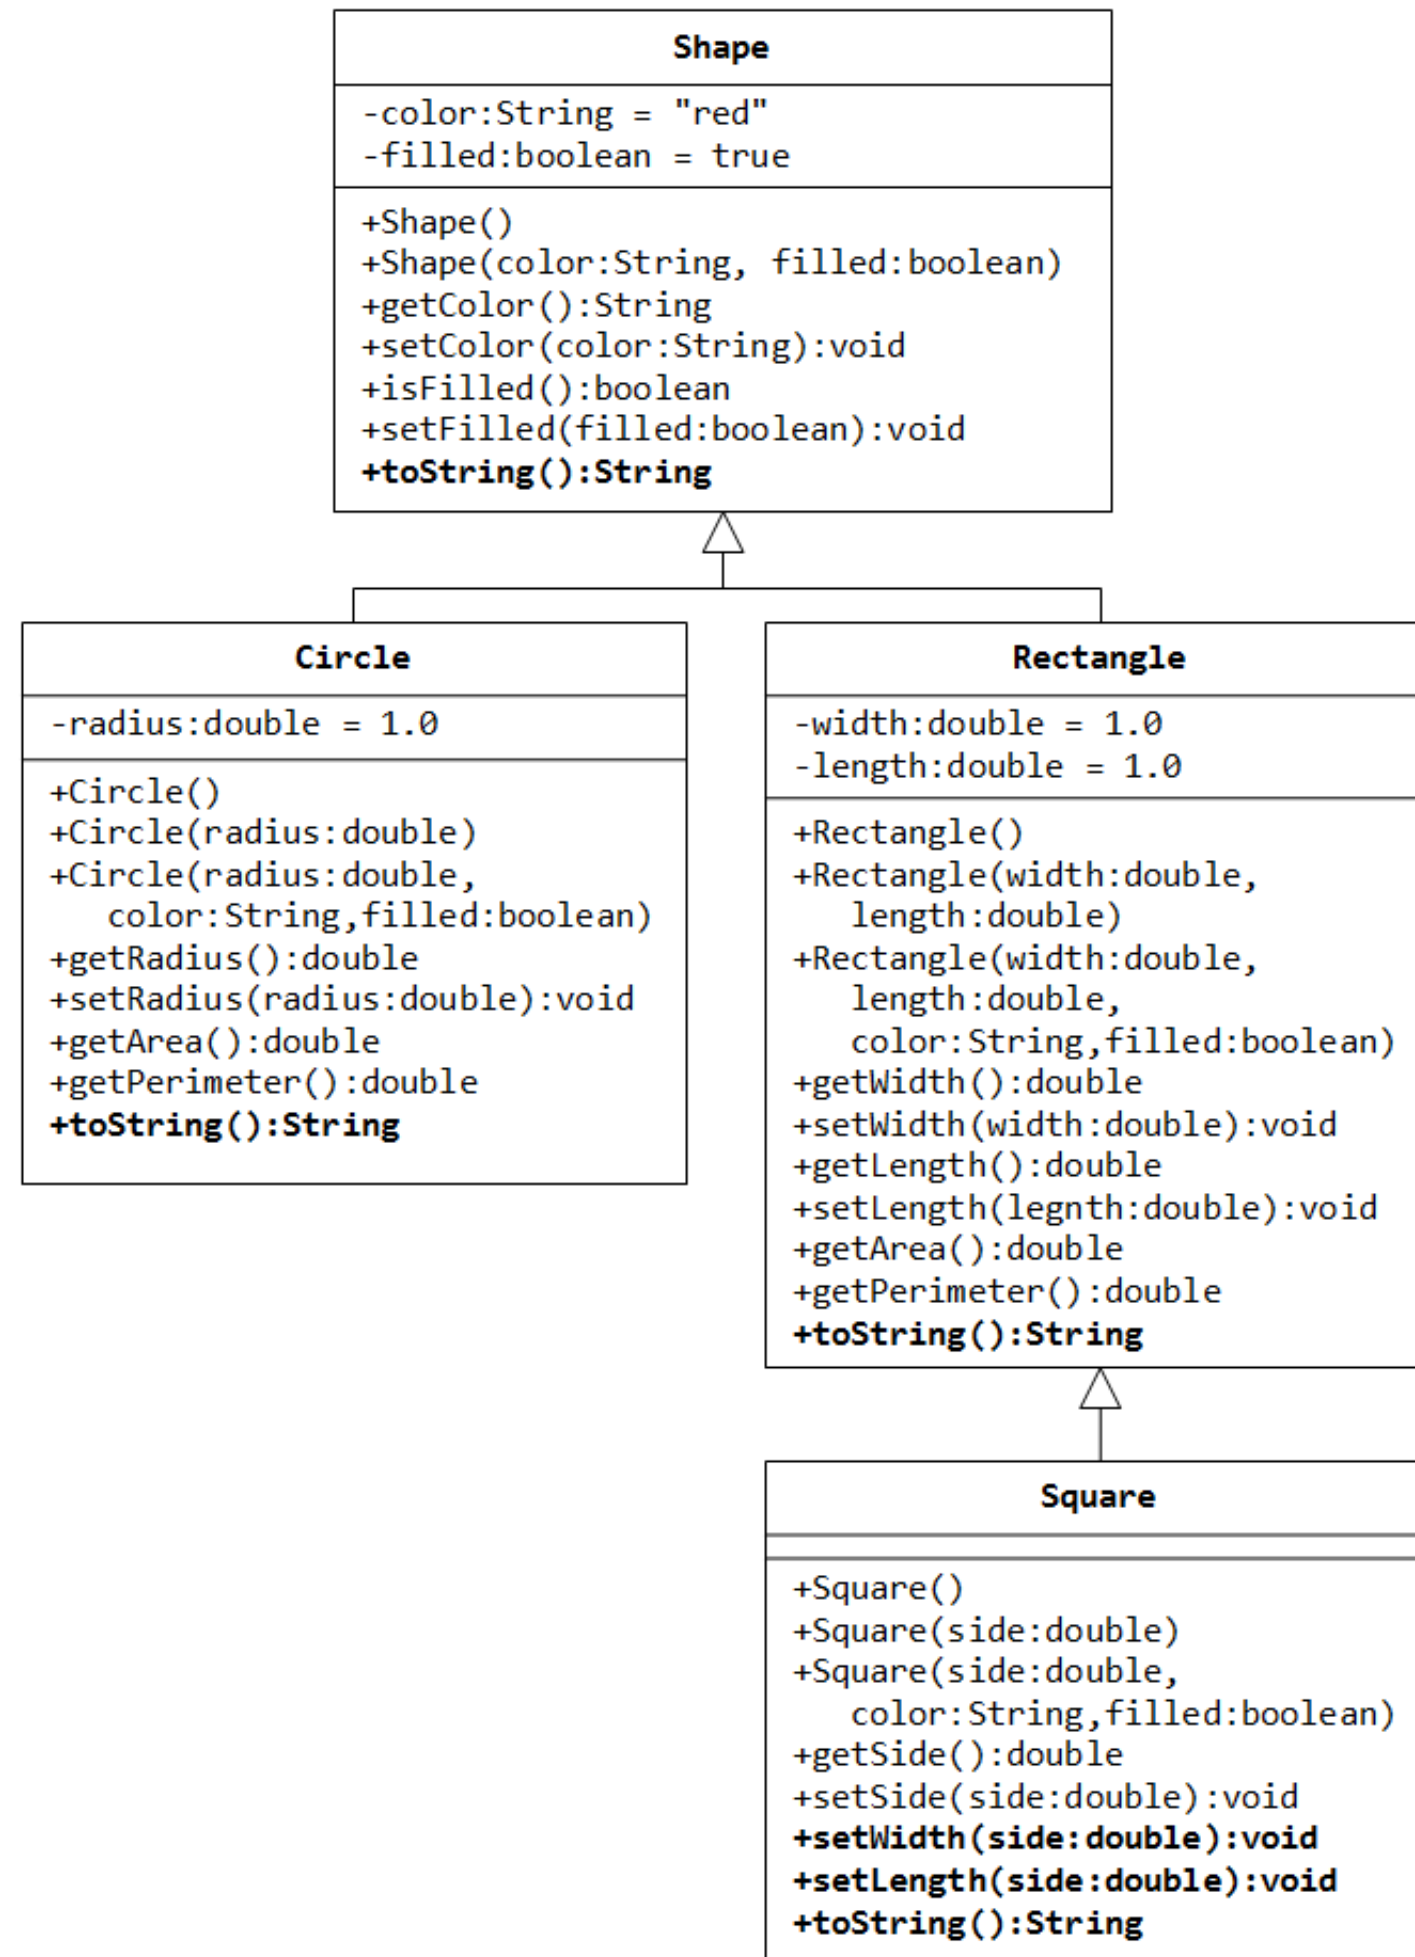 Shape
-color:String = "red"
-filled:boolean = true
+Shape()
+Shape(color:String, filled:boolean)
+getColor():String
+setColor(color:String):void
+isFilled():boolean
+setFilled(filled:boolean):void
+toString():String
Circle
-radius:double = 1.0
+Circle()
+Circle(radius:double)
+Circle(radius:double,
color:String,filled:boolean)
+getRadius():double
+setRadius(radius:double):void
+getArea():double
+getPerimeter():double
+toString():String
Rectangle
-width:double = 1.0
-length:double = 1.0
+Rectangle()
+Rectangle(width:double,
length:double)
+Rectangle(width:double,
length:double,
color:String,filled:boolean)
+getWidth():double
+setWidth(width:double):void
+getLength():double
+setLength(legnth:double):void
+getArea():double
+getPerimeter():double
+toString():String
Square
+Square()
+Square(side:double)
+Square(side:double,
color:String,filled:boolean)
+getSide():double
+setSide(side:double):void
+setWidth(side:double):void
+setLength(side:double):void
+toString():String